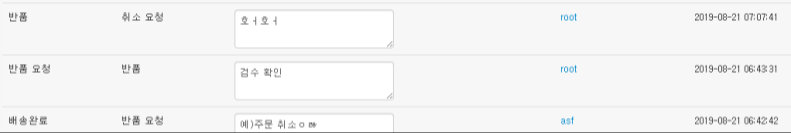 반품 취소 요청 호ㅓ호ㅓ root 2019-08-21 07:07:41
반품 요청 반품 검수 확인 root 2019-08-21 06:43:31
배송완료 반품 요청 예)주문 취소ㅇ asf 2019-08-21 06:42:42